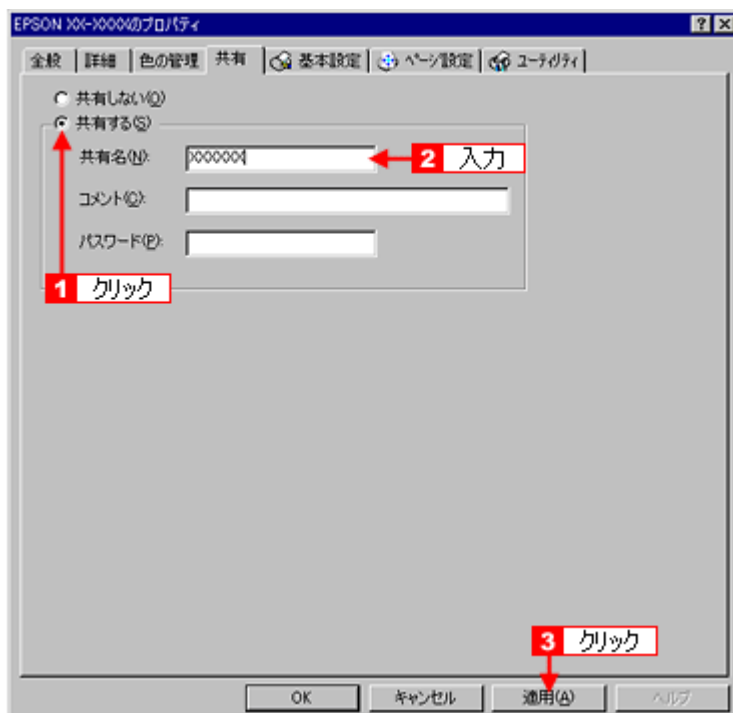 EPSON XX-XXXXのプロパティ
全般 詳細 色の管理 共有 基本設定 ページ設定 ユーティリティ
共有しない(O)
共有する(S)
共有名(N): XXXXXXX 2 入力
コメント(C):
パスワード(P):
1 クリック
3 クリック
OK キャンセル 適用(A) ヘルプ